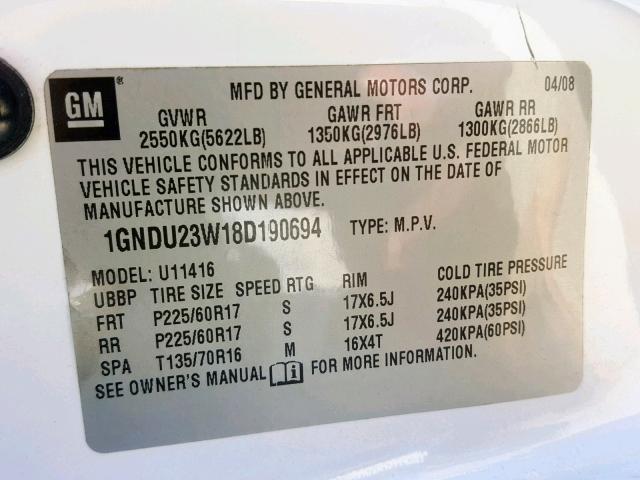 GM ® MFD BY GENERAL MOTORS CORP. 04/08
GVWR GAWR FRT GAWR RR
2550KG(5622LB) 1350KG(2976LB) 1300KG(2866LB)
THIS VEHICLE CONFORMS TO ALL APPLICABLE U.S. FEDERAL MOTOR
VEHICLE SAFETY STANDARDS IN EFFECT ON THE DATE OF
MANUFACTURE SHOWN ABOVE.
1GNDU23W18D190694 TYPE: M.P.V.
MODEL: U11416
UBBP TIRE SIZE SPEED RTG RIM COLD TIRE PRESSURE
FRT P225/60R17 S 17X6.5J 240KPA(35PSI)
RR P225/60R17 S 17X6.5J 240KPA(35PSI)
SPA T135/70R16 M 16X4T 420KPA(60PSI)
SEE OWNER'S MANUAL i FOR MORE INFORMATION.